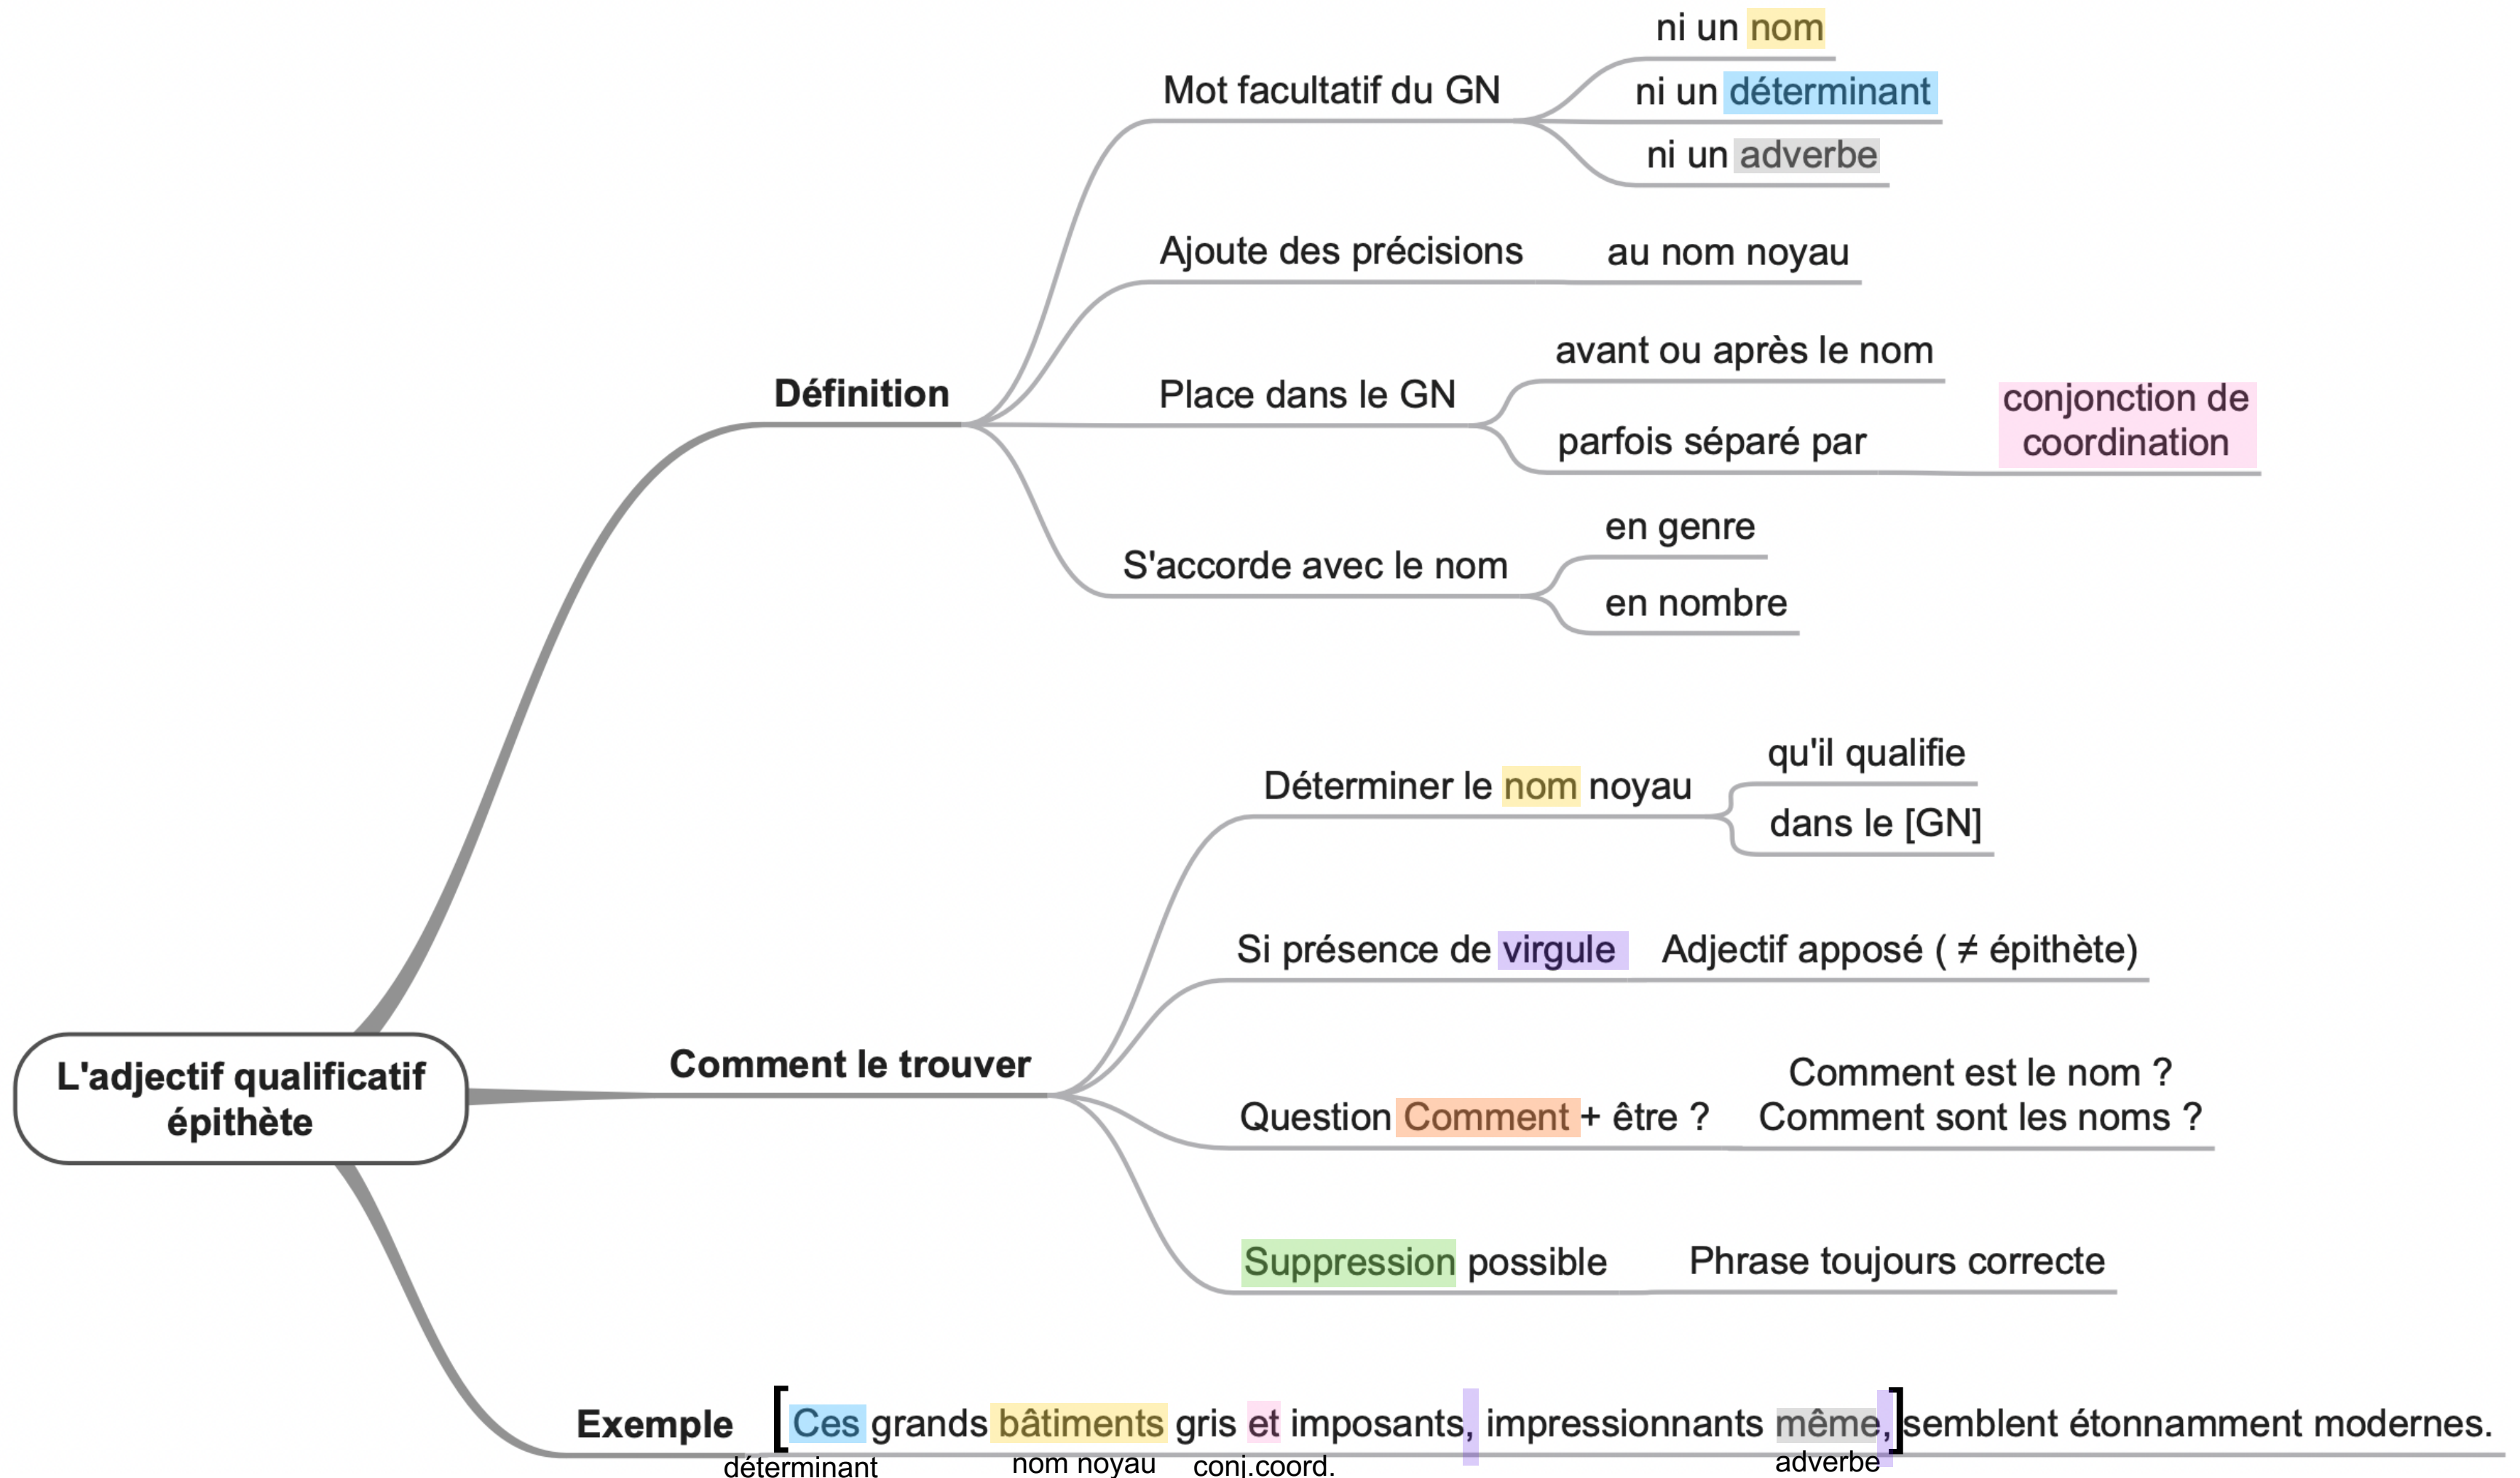 L'adjectif qualificatif
épithète
Définition
Mot facultatif du GN
ni un nom
ni un déterminant
ni un adverbe
Ajoute des précisions
au nom noyau
Place dans le GN
avant ou après le nom
parfois séparé par
conjonction de
coordination
S'accorde avec le nom
en genre
en nombre
Comment le trouver
Déterminer le nom noyau
qu'il qualifie
dans le [GN]
Si présence de virgule
Adjectif apposé ( ≠ épithète)
Question Comment + être ?
Comment est le nom ?
Comment sont les noms ?
Suppression possible
Phrase toujours correcte
Exemple
[Ces grands bâtiments gris et imposants, impressionnants même,] semblent étonnamment modernes.
déterminant
nom noyau
conj.coord.
adverbe